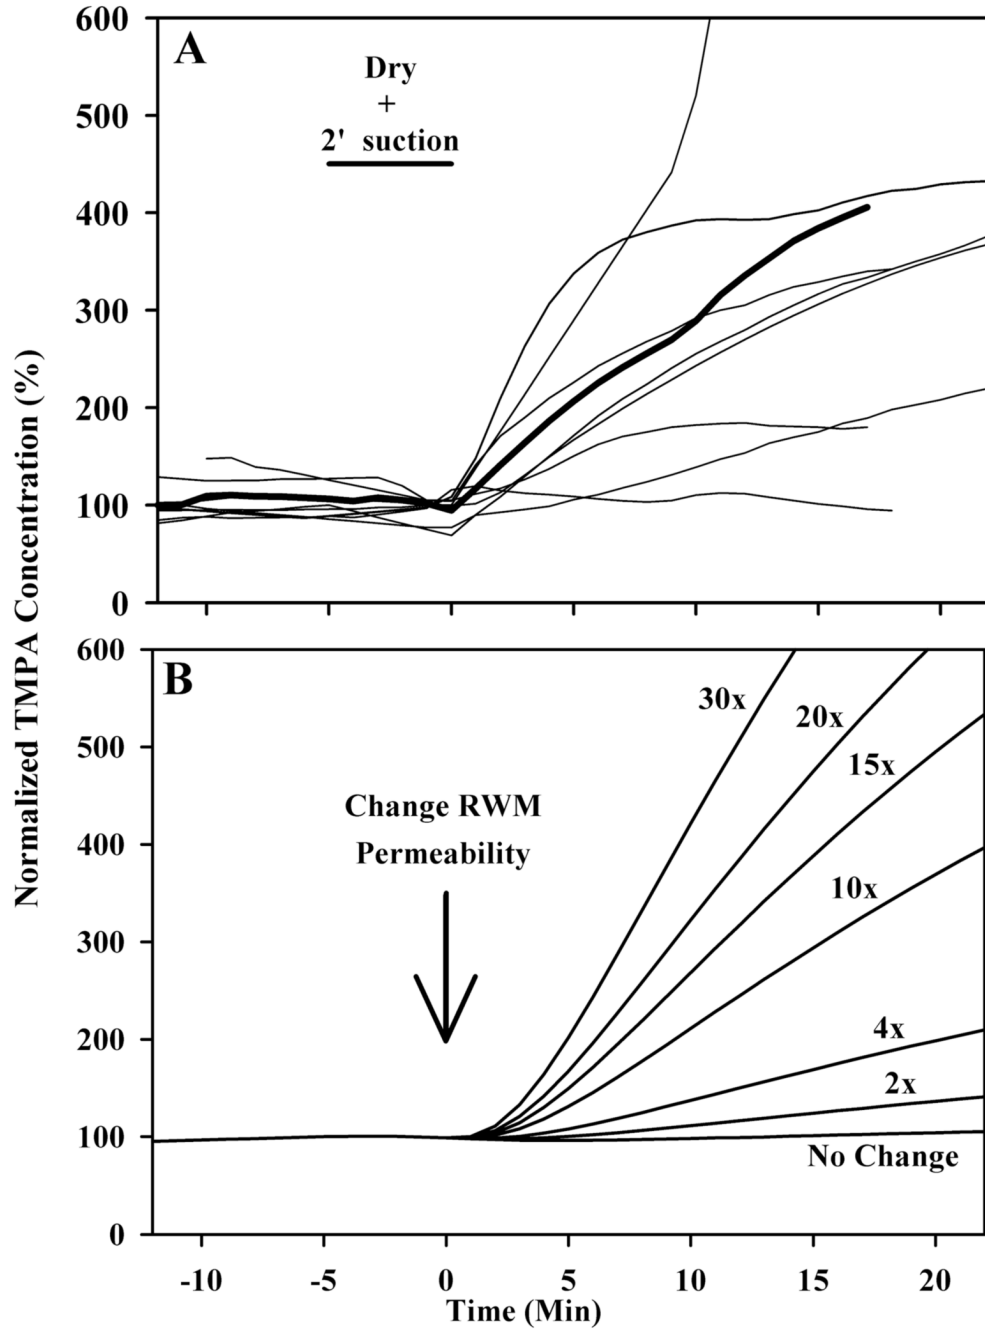 Normalized TMPA Concentration (%)
A
600
500
400
300
200
100
0
Dry
+
2' suction
B
600
500
400
300
200
100
0
Change RWM
Permeability
30x
20x
15x
10x
4x
2x
No Change
-10 -5 0 5 10 15 20
Time (Min)